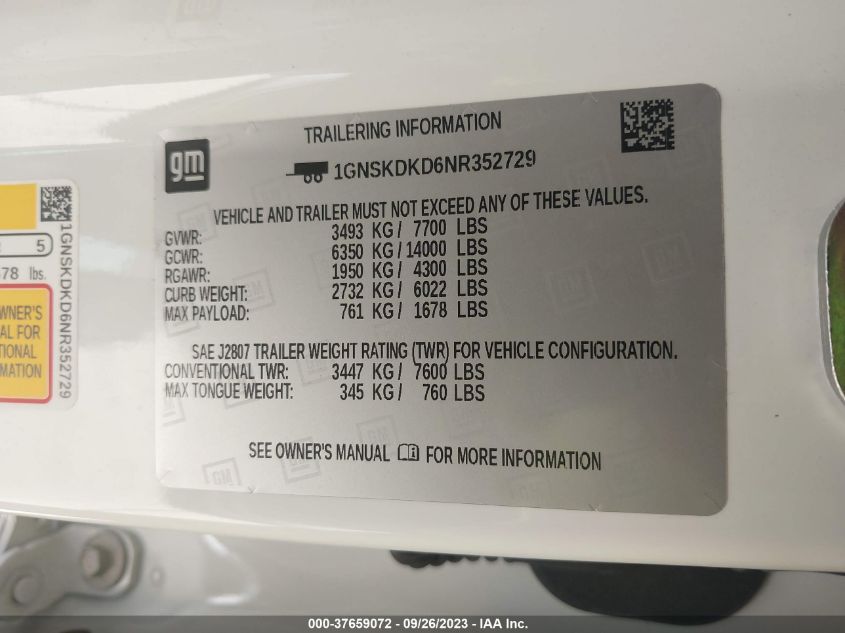 TRAILERING INFORMATION
gm
1GNSKDKD6NR352729
VEHICLE AND TRAILER MUST NOT EXCEED ANY OF THESE VALUES.
GVWR: 3493 KG / 7700 LBS
GCWR: 6350 KG / 14000 LBS
RGAWR: 1950 KG / 4300 LBS
CURB WEIGHT: 2732 KG / 6022 LBS
MAX PAYLOAD: 761 KG / 1678 LBS
SAE J2807 TRAILER WEIGHT RATING (TWR) FOR VEHICLE CONFIGURATION.
CONVENTIONAL TWR: 3447 KG / 7600 LBS
MAX TONGUE WEIGHT: 345 KG / 760 LBS
SEE OWNER'S MANUAL FOR MORE INFORMATION
5
78 lbs.
OWNER'S
AL FOR
TIONAL
RMATION
1GNSKDKD6NR352729
000-37659072 / 09/26/2023 - IAA Inc.